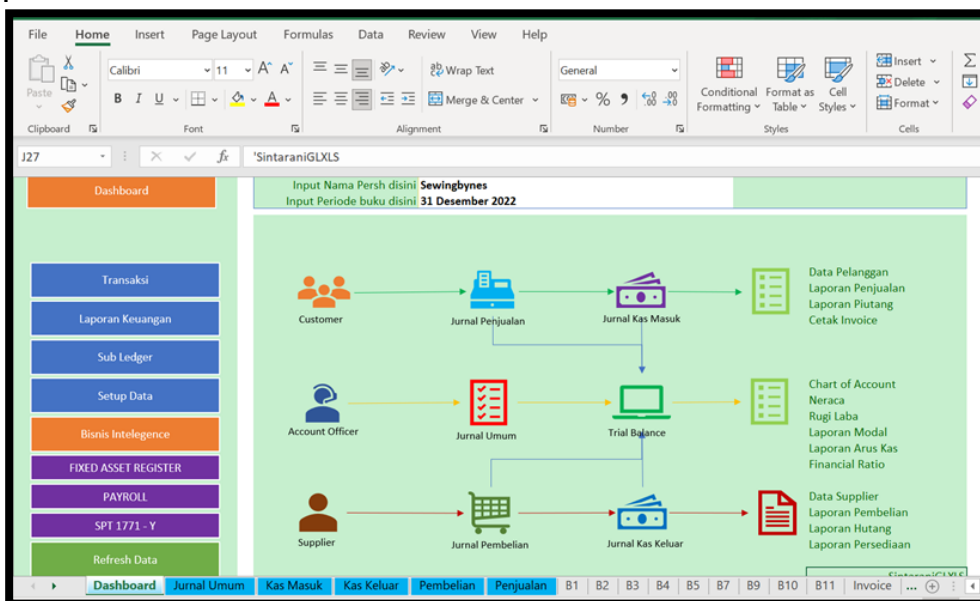 File Home Insert Page Layout Formulas Data Review View Help
Paste
Calibri 11 A A
B I U A
Wrap Text
Merge & Center
General
% 9
Conditional Formatting
Format as Table
Cell Styles
Insert
Delete
Format
Clipboard Font Alignment Number Styles Cells
J27 fx 'SintaraniGLXLS
Input Nama Persh disini Sewingbynes
Input Periode buku disini 31 Desember 2022
Dashboard
Transaksi
Laporan Keuangan
Sub Ledger
Setup Data
Bisnis Intelegence
FIXED ASSET REGISTER
PAYROLL
SPT 1771 - Y
Refresh Data
Customer
Jurnal Penjualan
Jurnal Kas Masuk
Data Pelanggan
Laporan Penjualan
Laporan Piutang
Cetak Invoice
Account Officer
Jurnal Umum
Trial Balance
Chart of Account
Neraca
Rugi Laba
Laporan Modal
Laporan Arus Kas
Financial Ratio
Supplier
Jurnal Pembelian
Jurnal Kas Keluar
Data Supplier
Laporan Pembelian
Laporan Hutang
Laporan Persediaan
Dashboard Jurnal Umum Kas Masuk Kas Keluar Pembelian Penjualan B1 B2 B3 B4 B5 B7 B9 B10 B11 Invoice ...